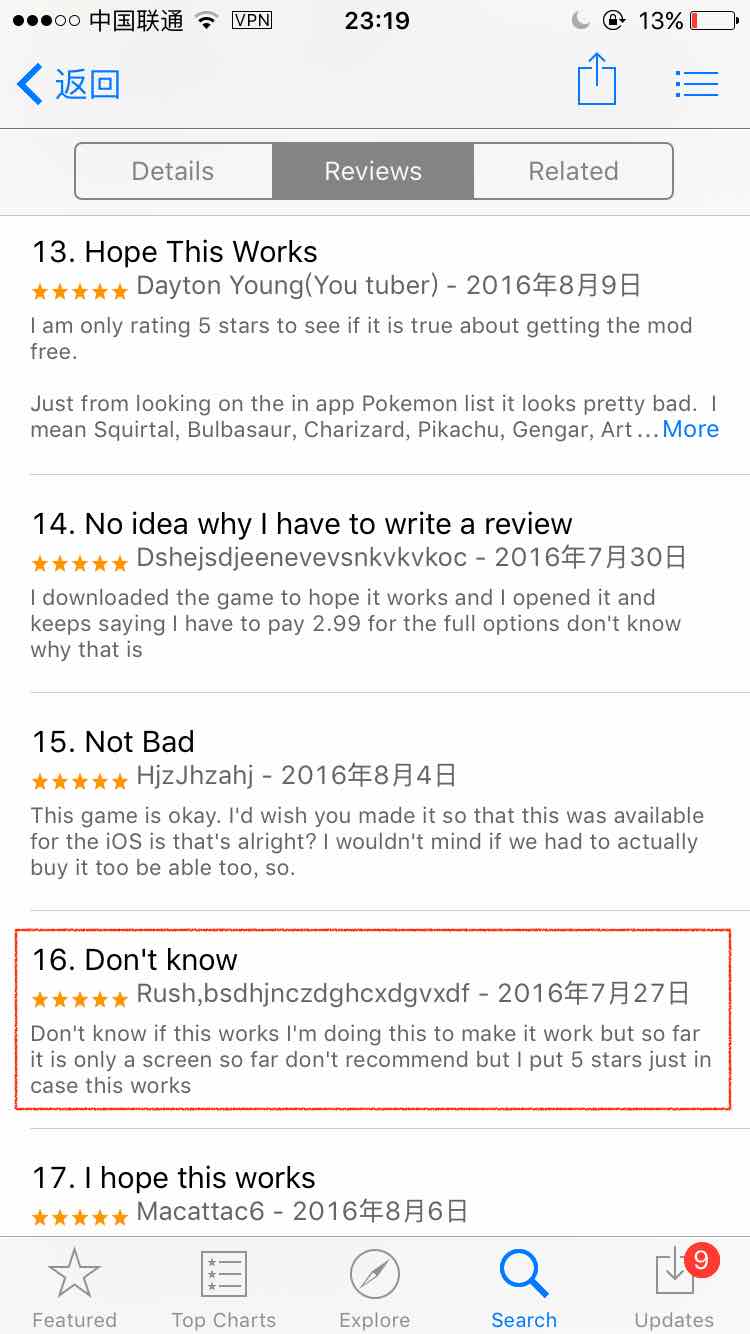 中国联通 VPN 23:19 13%
返回
Details Reviews Related
13. Hope This Works
Dayton Young(You tuber) - 2016年8月9日
I am only rating 5 stars to see if it is true about getting the mod
free.
Just from looking on the in app Pokemon list it looks pretty bad. I
mean Squirtal, Bulbasaur, Charizard, Pikachu, Gengar, Art...More
14. No idea why I have to write a review
Dshejsdjeenevevsnkvkvkoc - 2016年7月30日
I downloaded the game to hope it works and I opened it and
keeps saying I have to pay 2.99 for the full options don't know
why that is
15. Not Bad
HjzJhzahj - 2016年8月4日
This game is okay. I'd wish you made it so that this was available
for the iOS is that's alright? I wouldn't mind if we had to actually
buy it too be able too, so.
16. Don't know
Rush,bsdhjnczdghcxdgvxdf - 2016年7月27日
Don't know if this works I'm doing this to make it work but so far
it is only a screen so far don't recommend but I put 5 stars just in
case this works
17. I hope this works
Macattac6 - 2016年8月6日
9
Featured Top Charts Explore Search Updates